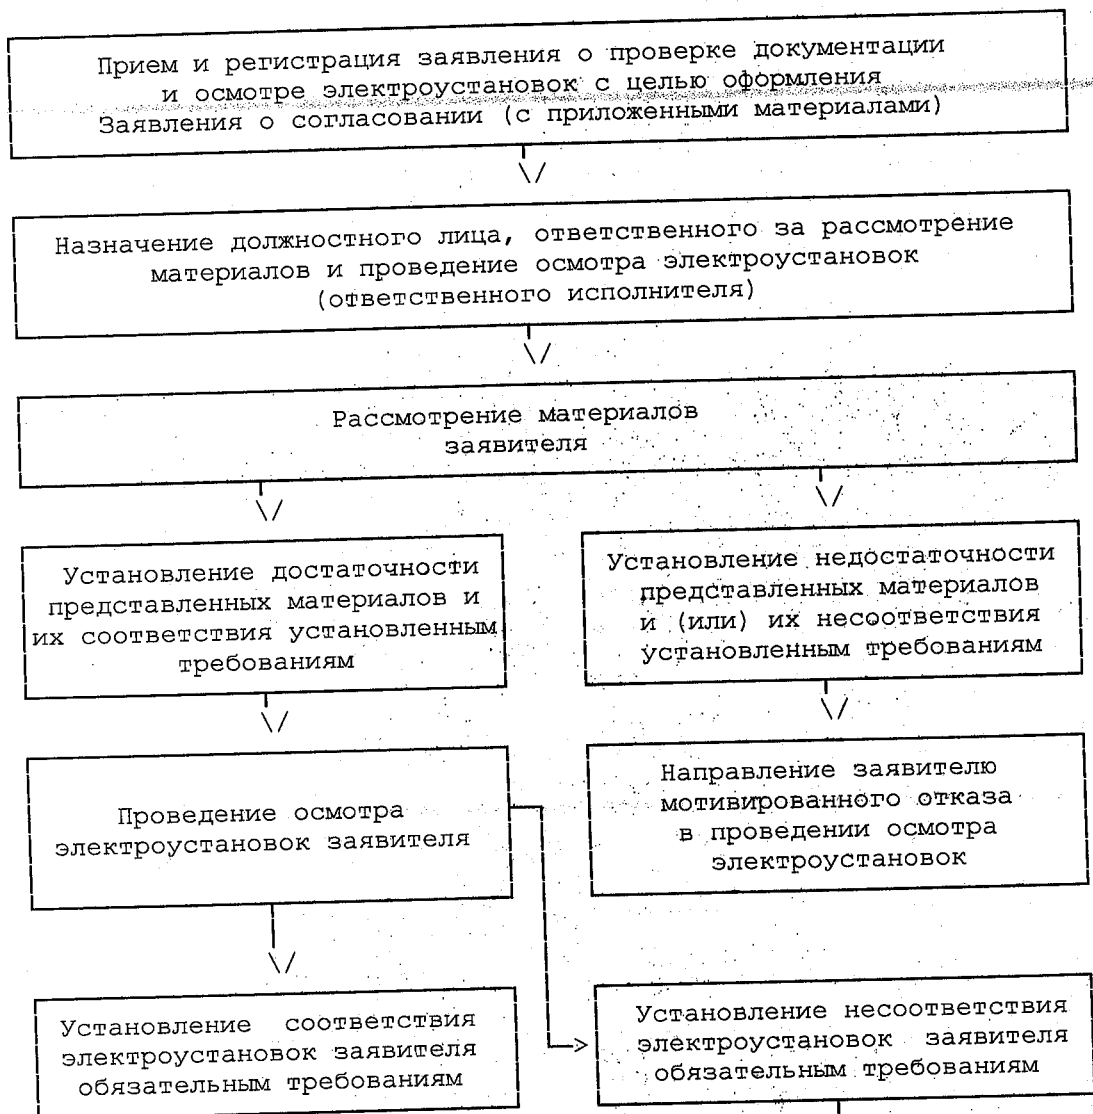 Прием и регистрация заявления о проверке документации
и осмотре электроустановок с целью оформления
Заявления о согласовании (с приложенными материалами)
Назначение должностного лица, ответственного за рассмотрение
материалов и проведение осмотра электроустановок
(ответственного исполнителя)
Рассмотрение материалов
заявителя
Установление достаточности
представленных материалов и
их соответствия установленным
требованиям
Установление недостаточности
представленных материалов
и (или) их несоответствия
установленным требованиям
Проведение осмотра
электроустановок заявителя
Направление заявителю
мотивированного отказа
в проведении осмотра
электроустановок
Установление соответствия
электроустановок заявителя
обязательным требованиям
Установление несоответствия
электроустановок заявителя
обязательным требованиям